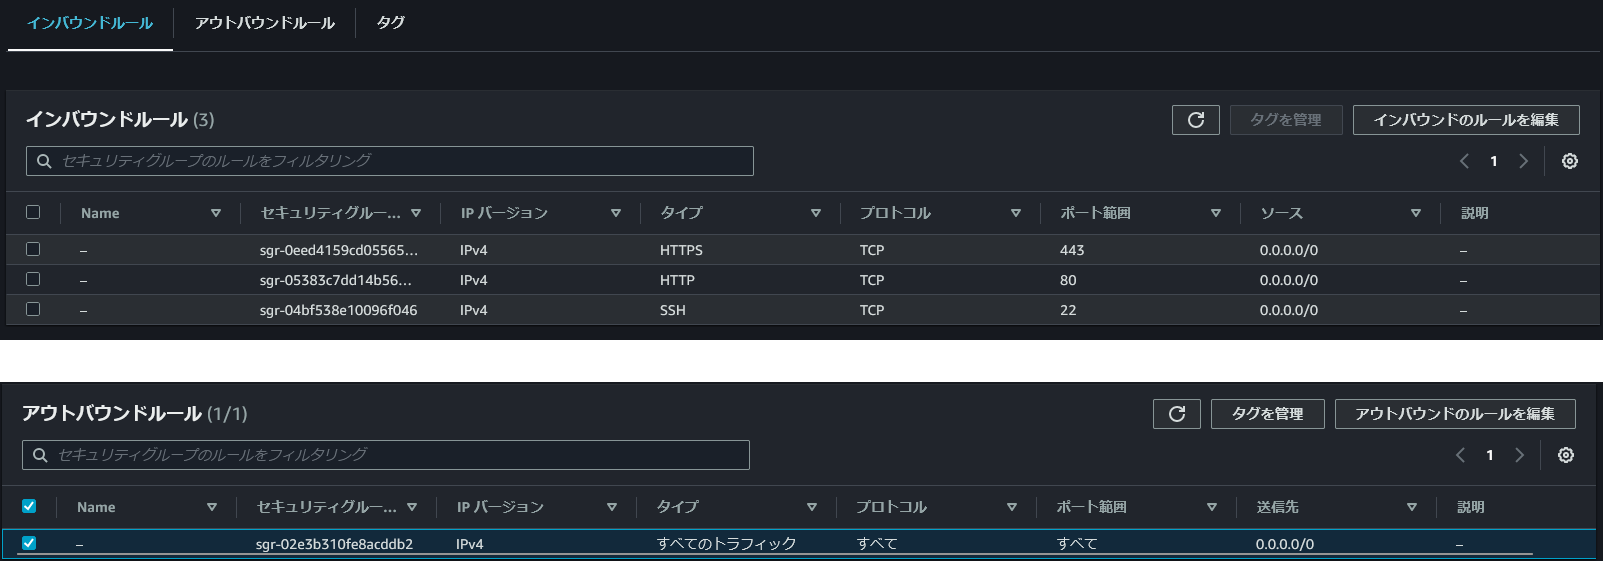 インバウンドルール アウトバウンドルール タグ
インバウンドルール (3) タグを管理 インバウンドのルールを編集
セキュリティグループのルールをフィルタリング 1
Name セキュリティグルー... IP バージョン タイプ プロトコル ポート範囲 ソース 説明
– sgr-0eed4159cd05565... IPv4 HTTPS TCP 443 0.0.0.0/0 –
– sgr-05383c7dd14b56... IPv4 HTTP TCP 80 0.0.0.0/0 –
– sgr-04bf538e10096f046 IPv4 SSH TCP 22 0.0.0.0/0 –
アウトバウンドルール (1/1) タグを管理 アウトバウンドのルールを編集
セキュリティグループのルールをフィルタリング 1
Name セキュリティグルー... IP バージョン タイプ プロトコル ポート範囲 送信先 説明
– sgr-02e3b310fe8acddb2 IPv4 すべてのトラフィック すべて すべて 0.0.0.0/0 –